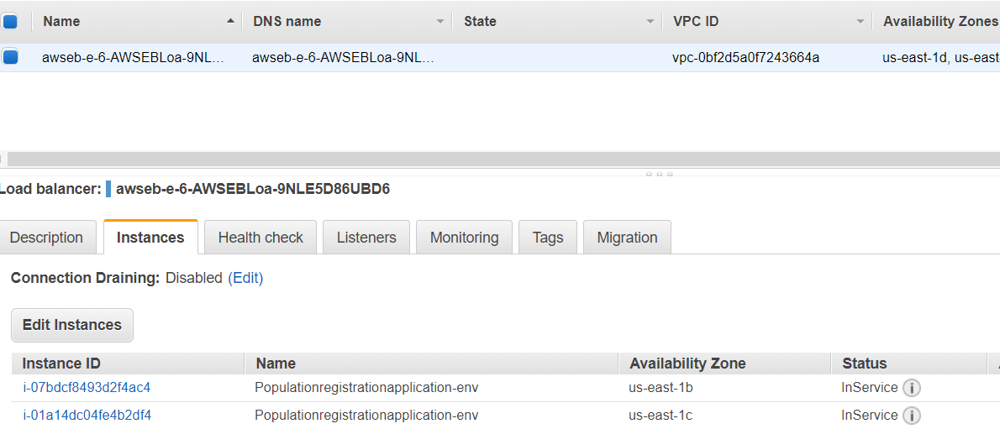 Name DNS name State VPC ID Availability Zones
awseb-e-6-AWSEBLoa-9NL... awseb-e-6-AWSEBLoa-9NL... vpc-0bf2d5a0f7243664a us-east-1d, us-east
Load balancer: awseb-e-6-AWSEBLoa-9NLE5D86UBD6
Description Instances Health check Listeners Monitoring Tags Migration
Connection Draining: Disabled (Edit)
Edit Instances
Instance ID Name Availability Zone Status
i-07bdcf8493d2f4ac4 Populationregistrationapplication-env us-east-1b InService
i-01a14dc04fe4b2df4 Populationregistrationapplication-env us-east-1c InService